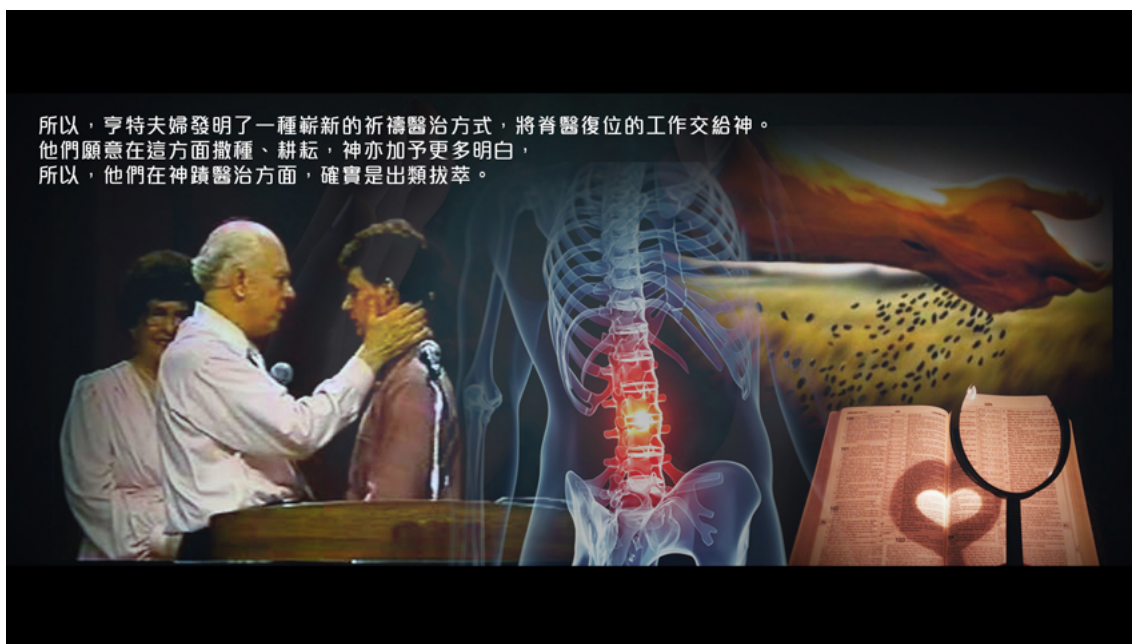 所以，亨特夫婦發明了一種嶄新的祈禱醫治方式，將脊醫復位的工作交給神。
他們願意在這方面撒種、耕耘，神亦加予更多明白，
所以，他們在神蹟醫治方面，確實是出類拔萃。